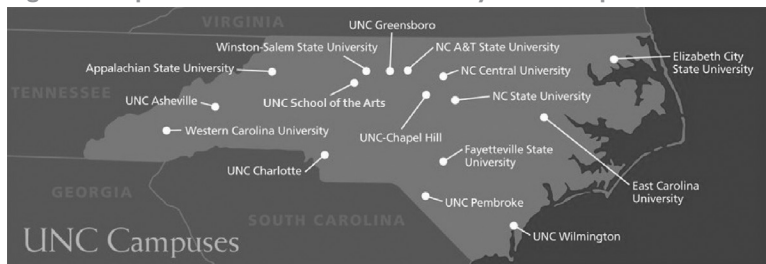 VIRGINIA
UNC Greensboro
Winston-Salem State University
NC A&T State University
Elizabeth City
State University
Appalachian State University
NC Central University
TENNESSEE
UNC School of the Arts
NC State University
UNC Asheville
UNC-Chapel Hill
Western Carolina University
Fayetteville State
University
UNC Charlotte
East Carolina
University
GEORGIA
UNC Pembroke
SOUTH CAROLINA
UNC Campuses
UNC Wilmington